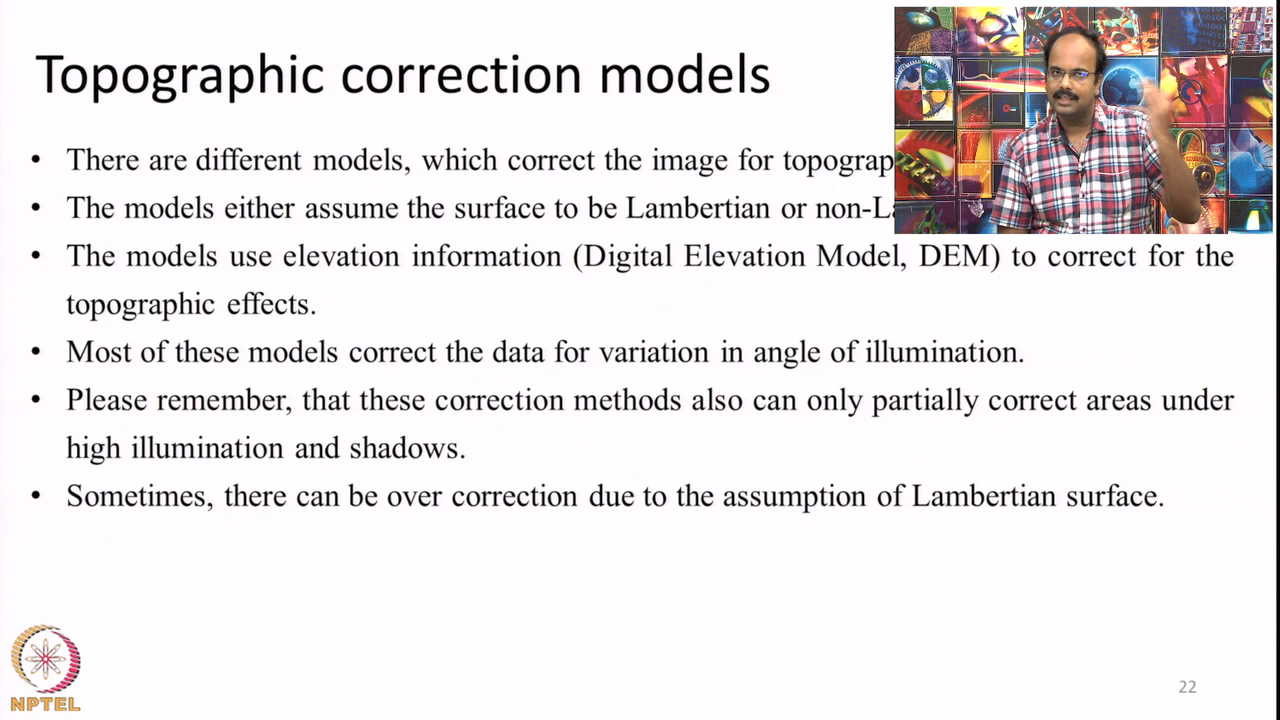 Topographic correction models
• There are different models, which correct the image for
• The models either assume the surface to be Lambertian or
• The models use elevation information (Digital Elevation Model, DEM) to correct for the
topographic effects.
• Most of these models correct the data for variation in angle of illumination.
• Please remember, that these correction methods also can only partially correct areas under
high illumination and shadows.
• Sometimes, there can be over correction due to the assumption of Lambertian surface.
NPTEL
22